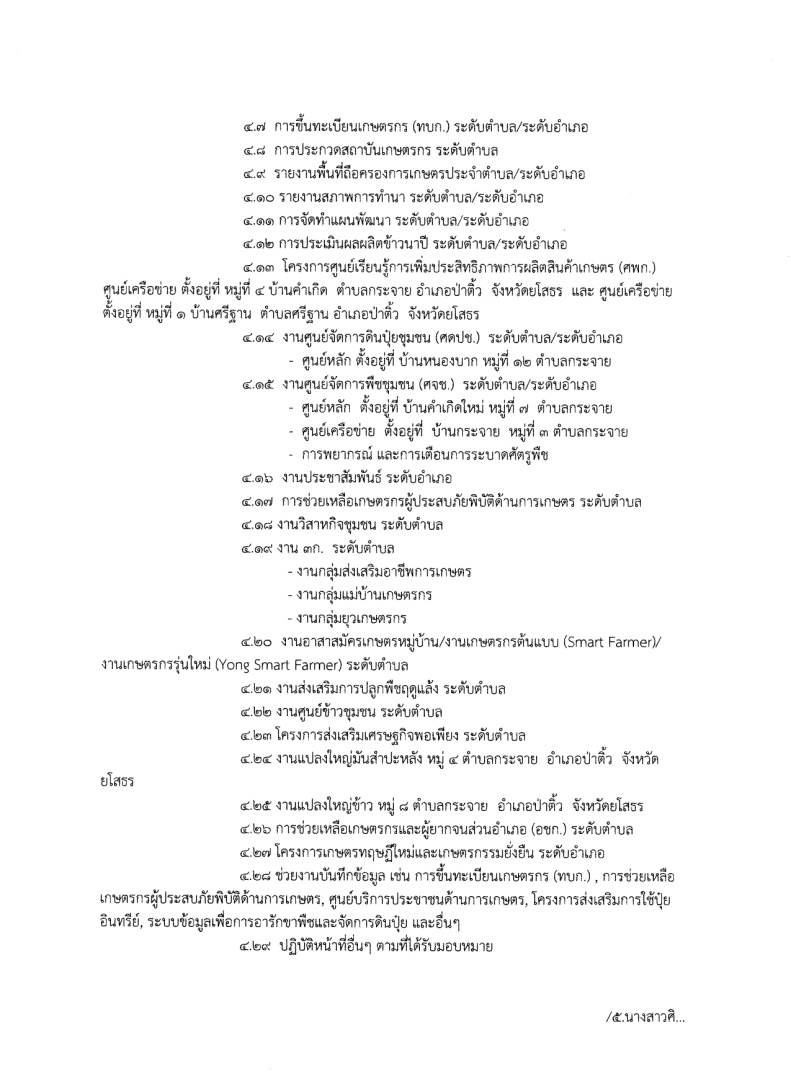 ๔.๗ การขึ้นทะเบียนเกษตรกร (ทบก.) ระดับตำบล/ระดับอำเภอ
๔.๘ การประกวดสถาบันเกษตรกร ระดับตำบล
๔.๙ รายงานพื้นที่ถือครองการเกษตรประจำตำบล/ระดับอำเภอ
๔.๑๐ รายงานสภาพการทำนา ระดับตำบล/ระดับอำเภอ
๔.๑๑ การจัดทำแผนพัฒนา ระดับตำบล/ระดับอำเภอ
๔.๑๒ การประเมินผลผลิตข้าวนาปี ระดับตำบล/ระดับอำเภอ
๔.๑๓ โครงการศูนย์เรียนรู้การเพิ่มประสิทธิภาพการผลิตสินค้าเกษตร (ศพก.)
ศูนย์เครือข่าย ตั้งอยู่ที่ หมู่ที่ ๔ บ้านคำเกิด ตำบลกระจาย อำเภอป่าติ้ว จังหวัดยโสธร และ ศูนย์เครือข่าย
ตั้งอยู่ที่ หมู่ที่ ๑ บ้านศรีฐาน ตำบลศรีฐาน อำเภอป่าติ้ว จังหวัดยโสธร
๔.๑๔ งานศูนย์จัดการดินปุ๋ยชุมชน (ศดปช.) ระดับตำบล/ระดับอำเภอ
- ศูนย์หลัก ตั้งอยู่ที่ บ้านหนองบาก หมู่ที่ ๑๒ ตำบลกระจาย
๔.๑๕ งานศูนย์จัดการพืชชุมชน (ศจช.) ระดับตำบล/ระดับอำเภอ
- ศูนย์หลัก ตั้งอยู่ที่ บ้านคำเกิดใหม่ หมู่ที่ ๗ ตำบลกระจาย
- ศูนย์เครือข่าย ตั้งอยู่ที่ บ้านกระจาย หมู่ที่ ๓ ตำบลกระจาย
- การพยากรณ์ และการเตือนการระบาดศัตรูพืช
๔.๑๖ งานประชาสัมพันธ์ ระดับอำเภอ
๔.๑๗ การช่วยเหลือเกษตรกรผู้ประสบภัยพิบัติด้านการเกษตร ระดับตำบล
๔.๑๘ งานวิสาหกิจชุมชน ระดับตำบล
๔.๑๙ งาน ๓ก. ระดับตำบล
- งานกลุ่มส่งเสริมอาชีพการเกษตร
- งานกลุ่มแม่บ้านเกษตรกร
- งานกลุ่มยุวเกษตรกร
๔.๒๐ งานอาสาสมัครเกษตรหมู่บ้าน/งานเกษตรกรต้นแบบ (Smart Farmer)/
งานเกษตรกรรุ่นใหม่ (Yong Smart Farmer) ระดับตำบล
๔.๒๑ งานส่งเสริมการปลูกพืชฤดูแล้ง ระดับตำบล
๔.๒๒ งานศูนย์ข้าวชุมชน ระดับตำบล
๔.๒๓ โครงการส่งเสริมเศรษฐกิจพอเพียง ระดับตำบล
๔.๒๔ งานแปลงใหญ่มันสำปะหลัง หมู่ ๔ ตำบลกระจาย อำเภอป่าติ้ว จังหวัด
ยโสธร
๔.๒๕ งานแปลงใหญ่ข้าว หมู่ ๘ ตำบลกระจาย อำเภอป่าติ้ว จังหวัดยโสธร
๔.๒๖ การช่วยเหลือเกษตรกรและผู้ยากจนส่วนอำเภอ (อชก.) ระดับตำบล
๔.๒๗ โครงการเกษตรทฤษฎีใหม่และเกษตรกรรมยั่งยืน ระดับอำเภอ
๔.๒๘ ช่วยงานบันทึกข้อมูล เช่น การขึ้นทะเบียนเกษตรกร (ทบก.) , การช่วยเหลือ
เกษตรกรผู้ประสบภัยพิบัติด้านการเกษตร, ศูนย์บริการประชาชนด้านการเกษตร, โครงการส่งเสริมการใช้ปุ๋ย
อินทรีย์, ระบบข้อมูลเพื่อการอารักขาพืชและจัดการดินปุ๋ย และอื่นๆ
๔.๒๙ ปฏิบัติหน้าที่อื่นๆ ตามที่ได้รับมอบหมาย
/๕.นางสาวศิ...